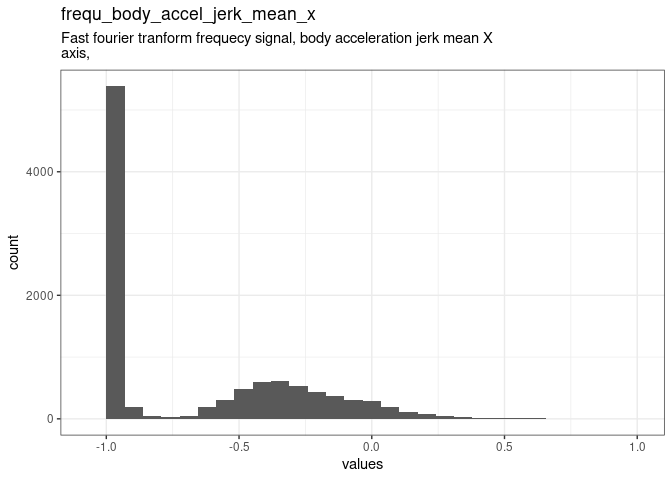 frequ_body_accel_jerk_mean_x
Fast fourier tranform frequecy signal, body acceleration jerk mean X
axis,
4000
2000
0
count
-1.0
-0.5
0.0
0.5
1.0
values